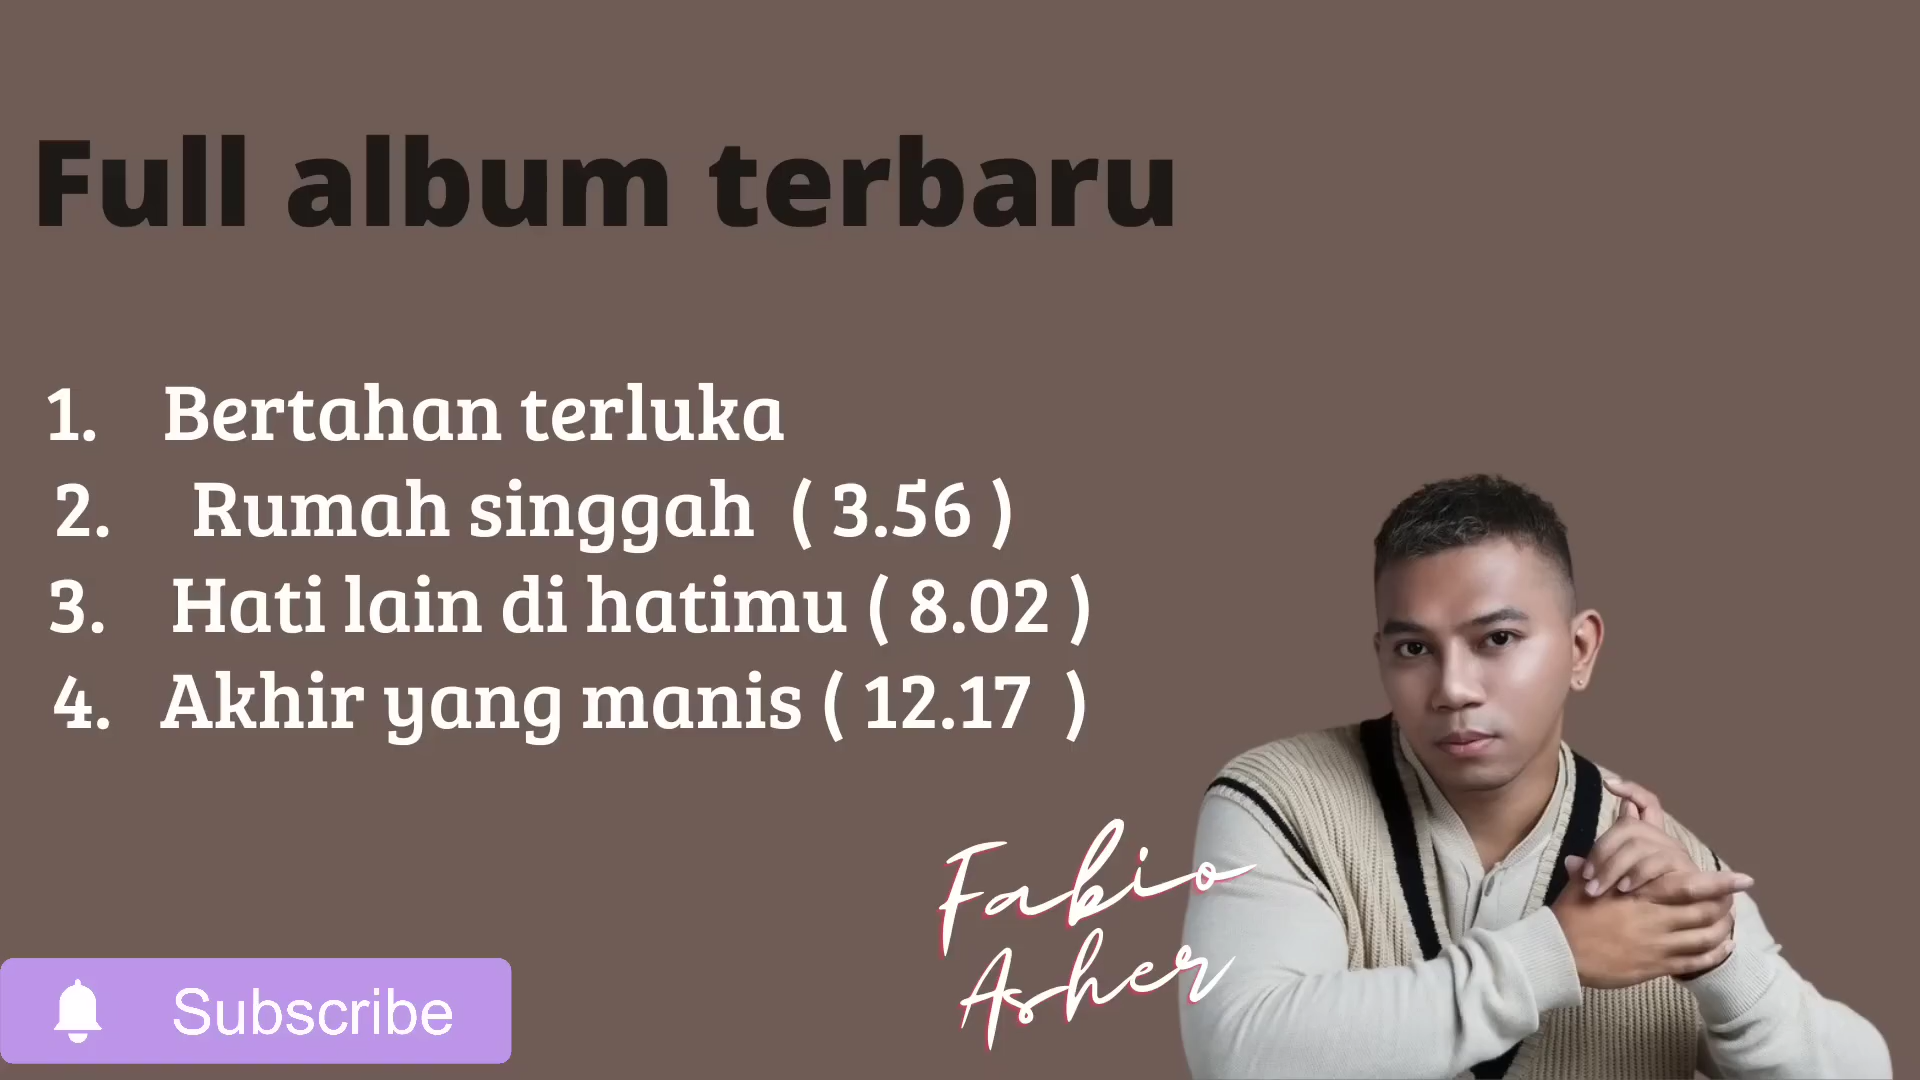 Full album terbaru
1. Bertahan terluka
2. Rumah singgah ( 3.56 )
3. Hati lain di hatimu ( 8.02 )
4. Akhir yang manis ( 12.17 )
Fabio
Asher
Subscribe